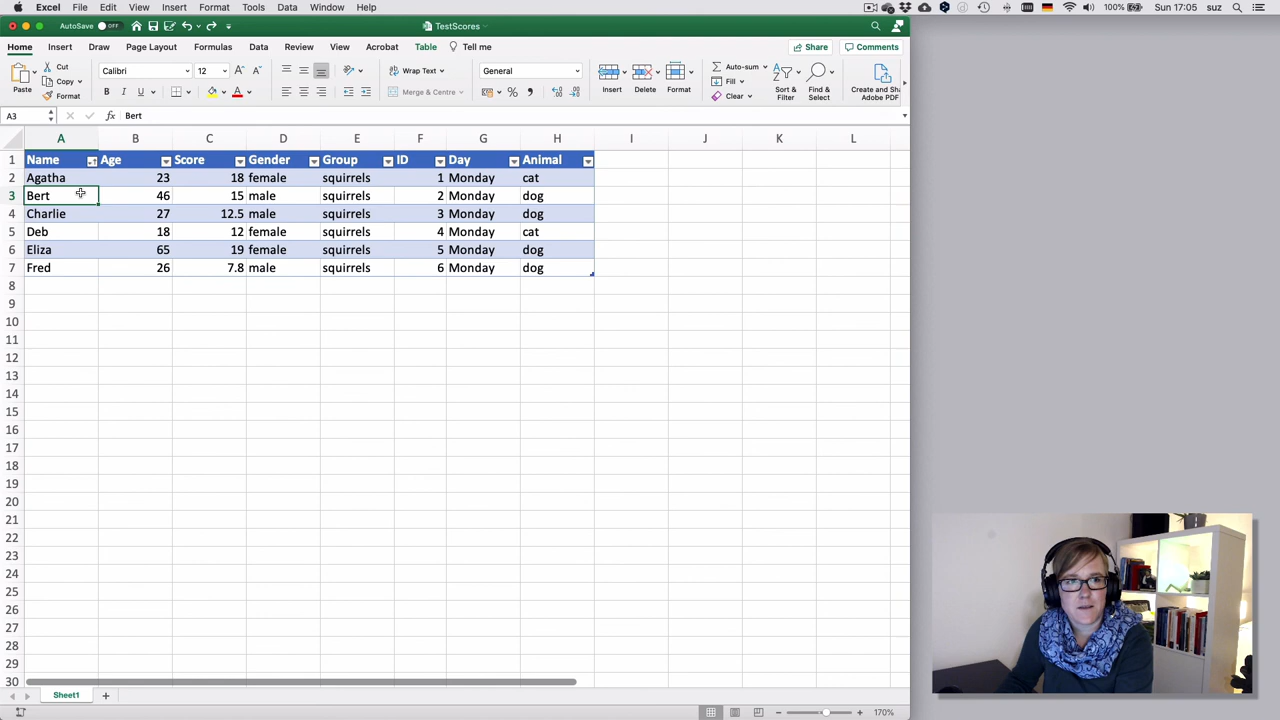 Excel File Edit View Insert Format Tools Data Window Help 100% Sun 17:05 suz
AutoSave OFF TestScores
Home Insert Draw Page Layout Formulas Data Review View Acrobat Table Tell me Share Comments
Paste Cut Copy Format
Calibri 12
B I U A
Wrap Text
Merge & Centre
General
%
Insert Delete Format
Auto-sum
Fill
Clear
Sort & Filter
Find & Select
Create and Sha
Adobe PDF
A3 fx Bert
A B C D E F G H I J K L
1 Name Age Score Gender Group ID Day Animal
2 Agatha 23 18 female squirrels 1 Monday cat
3 Bert 46 15 male squirrels 2 Monday dog
4 Charlie 27 12.5 male squirrels 3 Monday dog
5 Deb 18 12 female squirrels 4 Monday cat
6 Eliza 65 19 female squirrels 5 Monday dog
7 Fred 26 7.8 male squirrels 6 Monday dog
8
9
10
11
12
13
14
15
16
17
18
19
20
21
22
23
24
25
26
27
28
29
30
Sheet1
170%